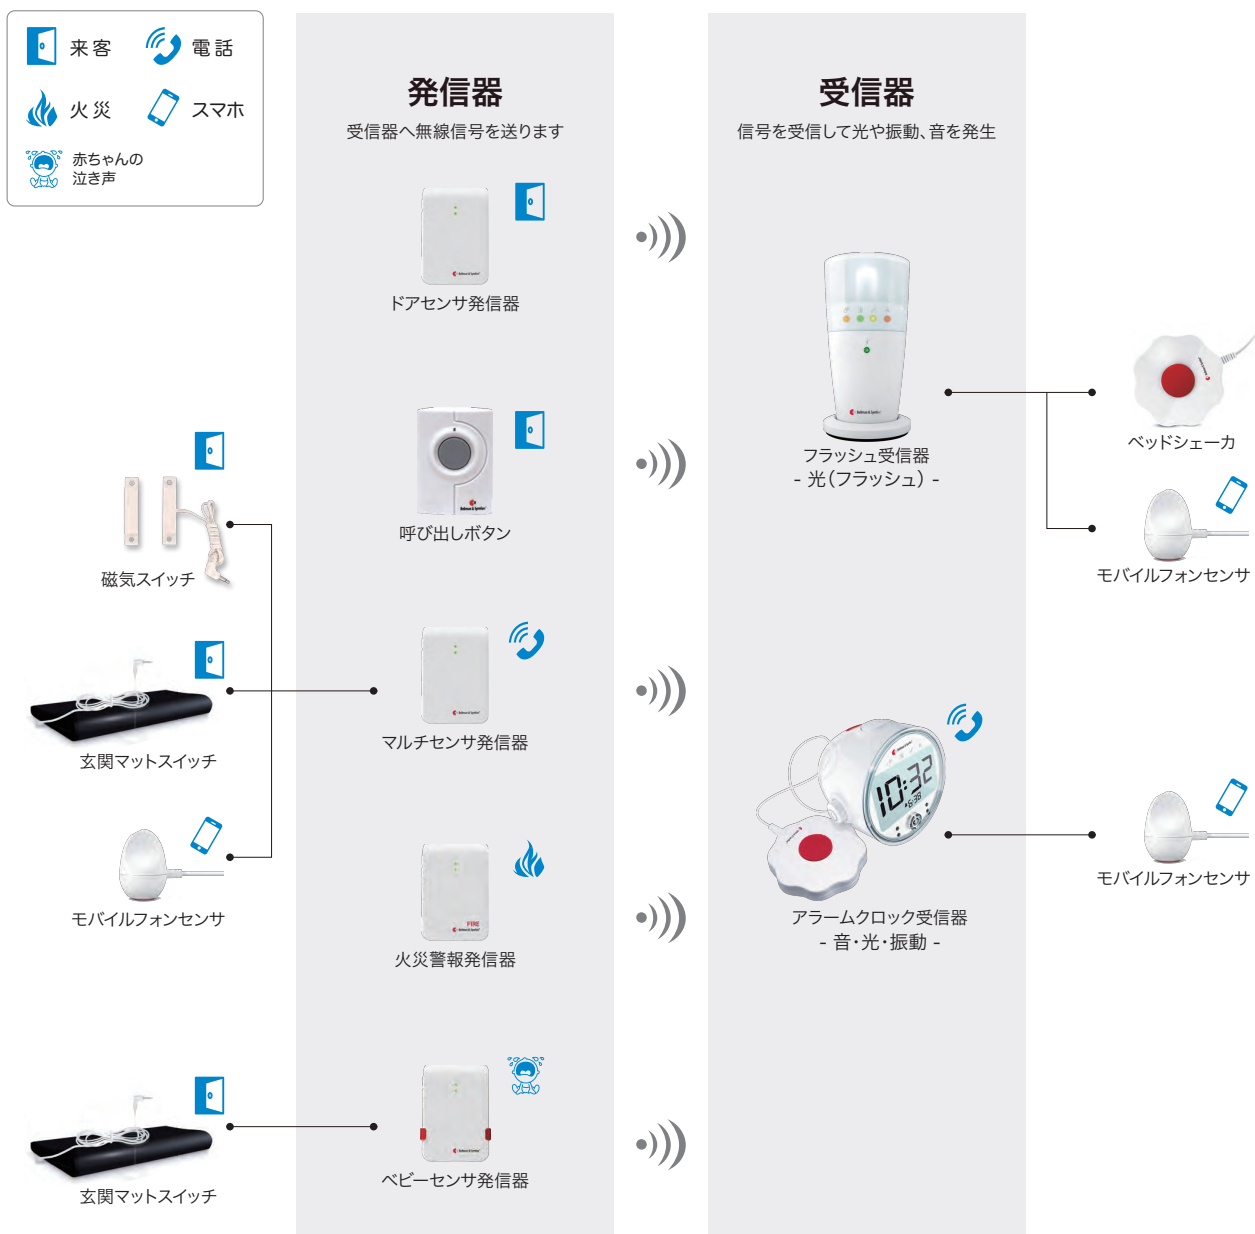 来客
電話
火災
スマホ
赤ちゃんの
泣き声
発信器
受信器へ無線信号を送ります
受信器
信号を受信して光や振動、音を発生
ドアセンサ発信器
フラッシュ受信器
- 光(フラッシュ) -
ベッドシェーカ
呼び出しボタン
モバイルフォンセンサ
磁気スイッチ
玄関マットスイッチ
マルチセンサ発信器
10:32
6:36
モバイルフォンセンサ
モバイルフォンセンサ
FIRE
火災警報発信器
アラームクロック受信器
- 音・光・振動 -
玄関マットスイッチ
ベビーセンサ発信器